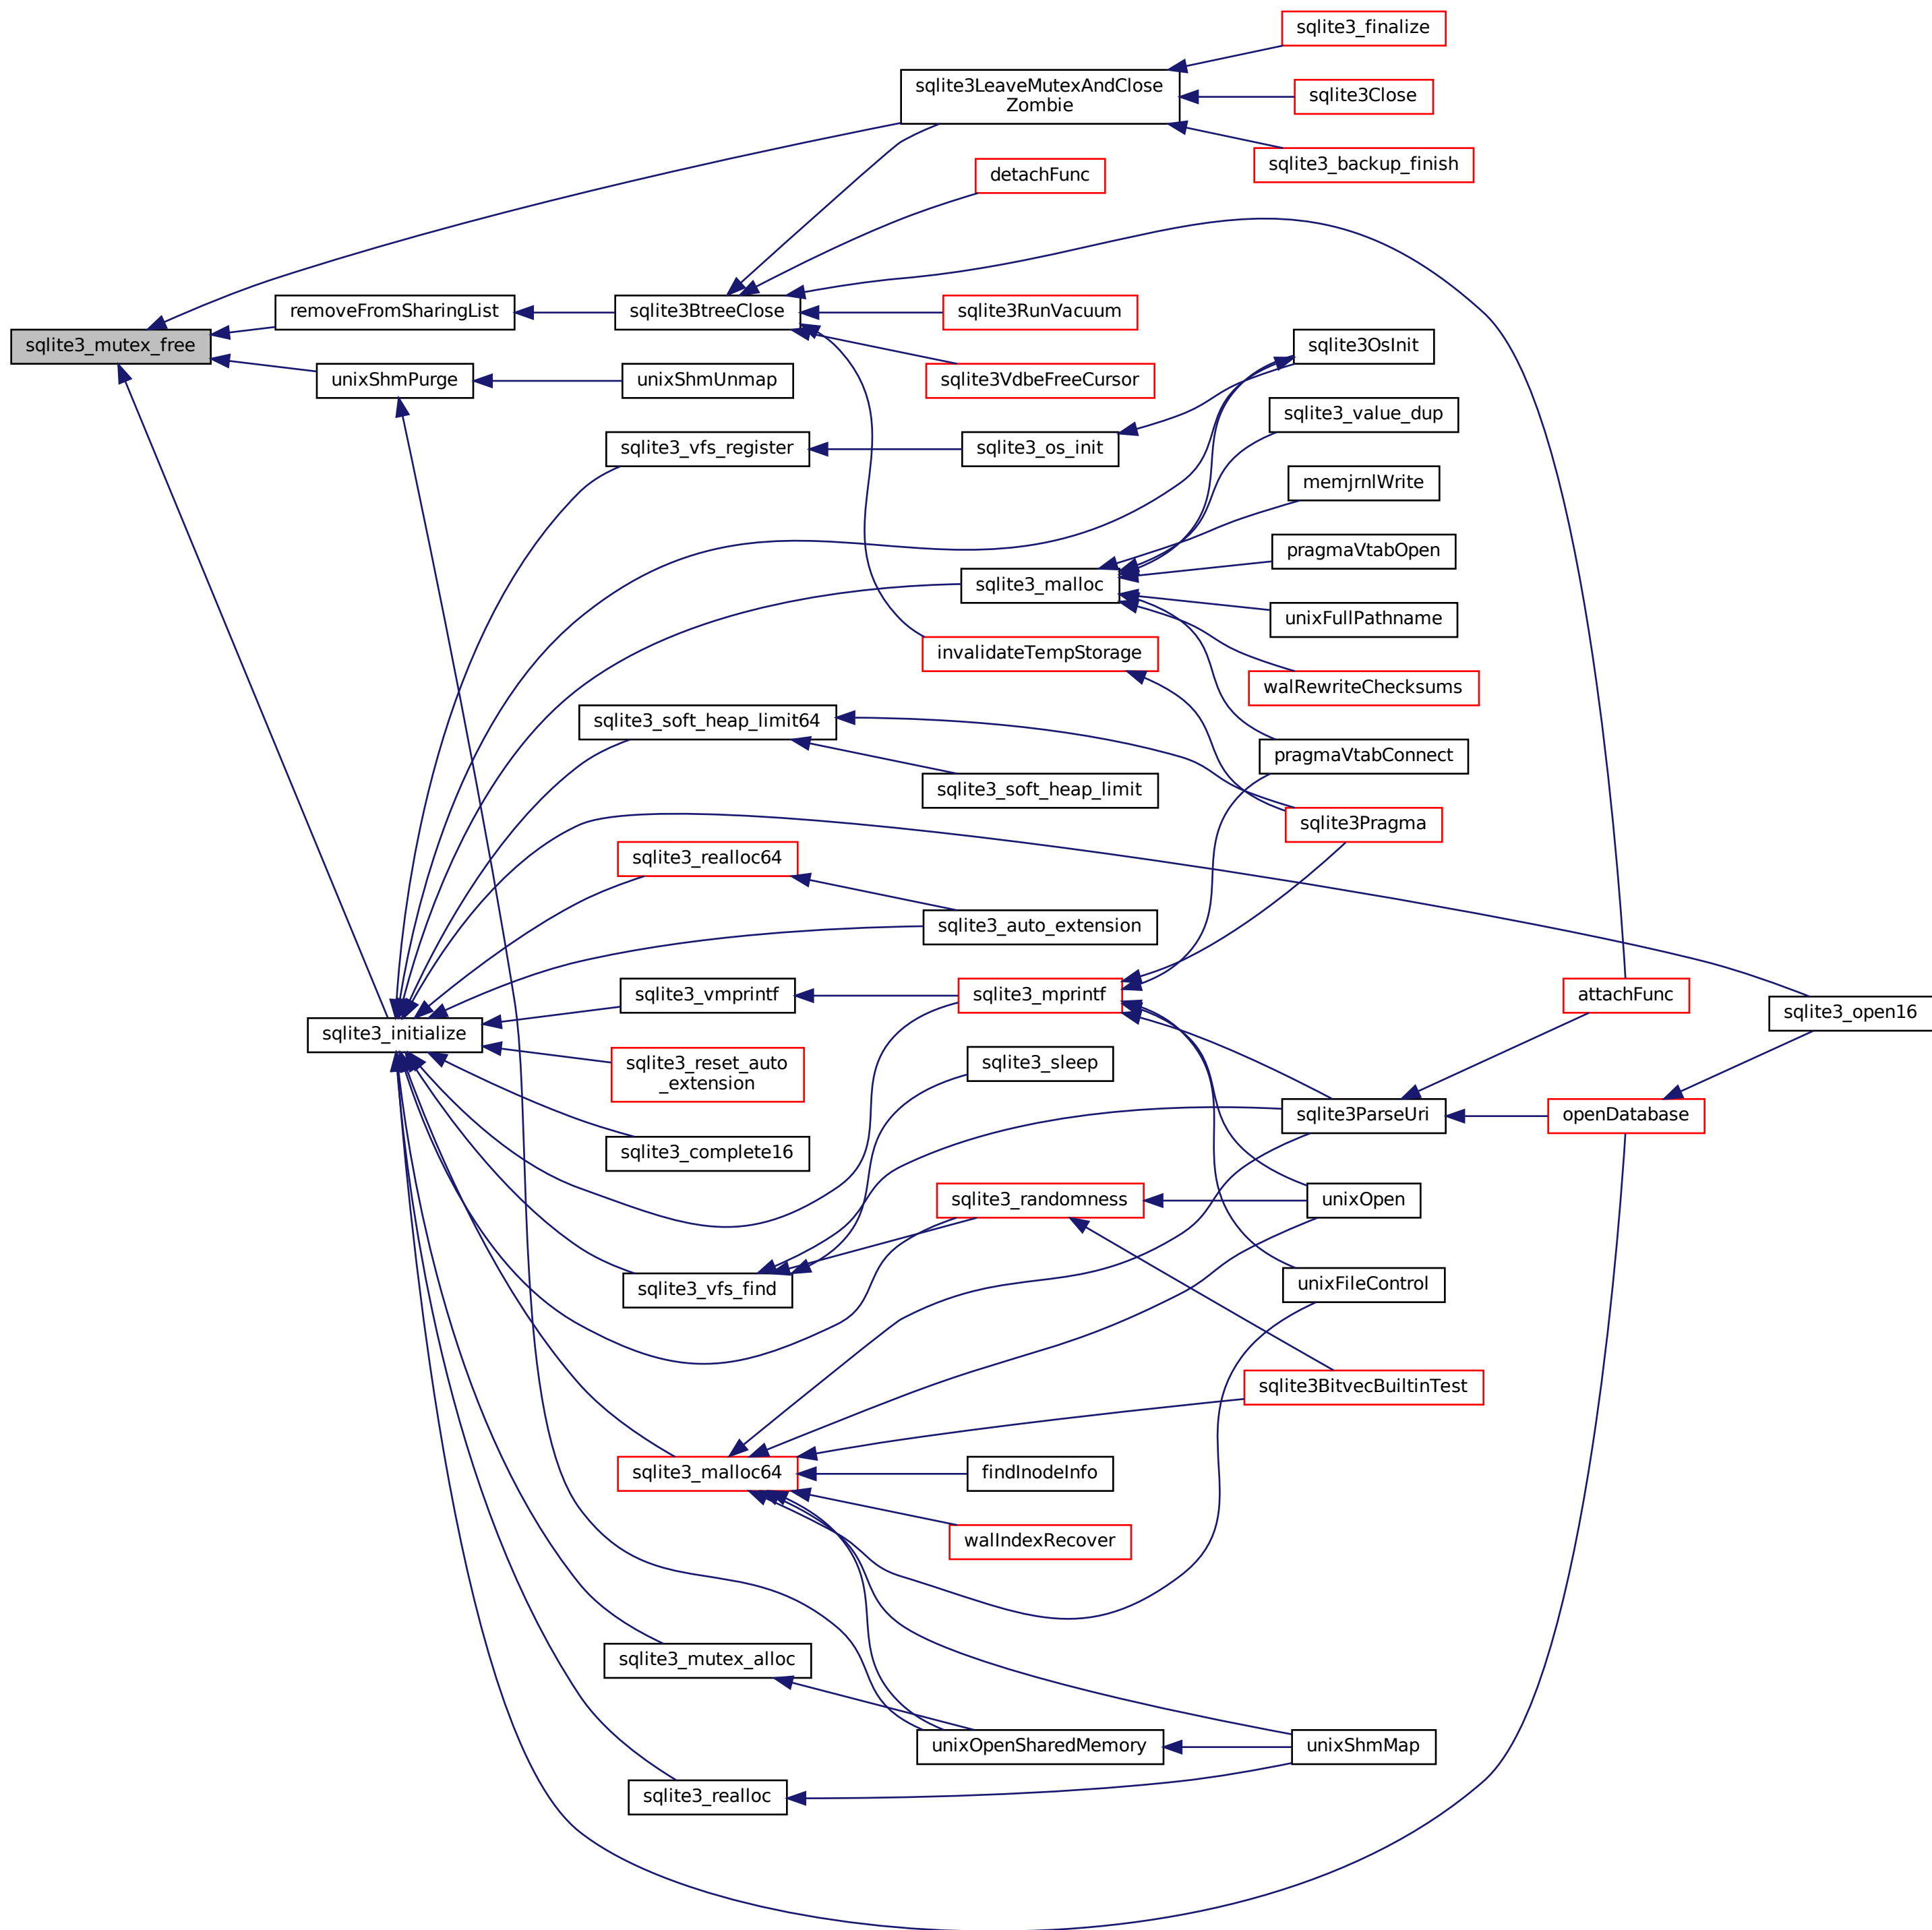 sqlite3_finalize
sqlite3LeaveMutexAndClose
Zombie
sqlite3Close
sqlite3_backup_finish
detachFunc
removeFromSharingList
sqlite3BtreeClose
sqlite3RunVacuum
sqlite3_mutex_free
sqlite3OsInit
unixShmPurge
unixShmUnmap
sqlite3VdbeFreeCursor
sqlite3_value_dup
sqlite3_vfs_register
sqlite3_os_init
memjrnlWrite
pragmaVtabOpen
sqlite3_malloc
unixFullPathname
invalidateTempStorage
walRewriteChecksums
sqlite3_soft_heap_limit64
pragmaVtabConnect
sqlite3_soft_heap_limit
sqlite3Pragma
sqlite3_realloc64
sqlite3_auto_extension
sqlite3_vmprintf
sqlite3_mprintf
attachFunc
sqlite3_open16
sqlite3_initialize
sqlite3_reset_auto
_extension
sqlite3_sleep
sqlite3ParseUri
openDatabase
sqlite3_complete16
sqlite3_randomness
unixOpen
sqlite3_vfs_find
unixFileControl
sqlite3BitvecBuiltinTest
sqlite3_malloc64
findInodeInfo
walIndexRecover
sqlite3_mutex_alloc
unixOpenSharedMemory
unixShmMap
sqlite3_realloc